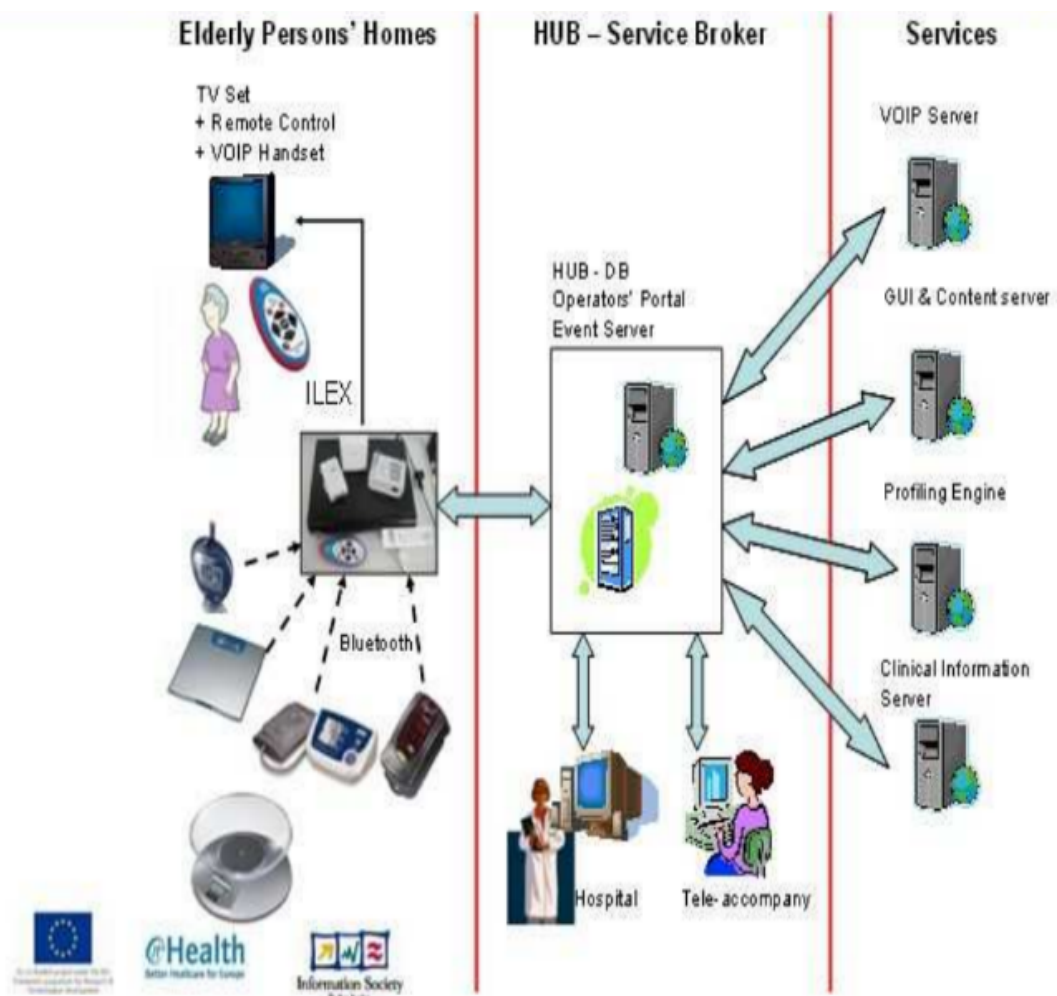 Elderly Persons' Homes
HUB – Service Broker
Services
TV Set
+ Remote Control
+ VOIP Handset
ILEX
Bluetooth
HUB - DB
Operators' Portal
Event Server
Hospital
Tele-accompany
VOIP Server
GUI & Content server
Profiling Engine
Clinical Information
Server
eHealth
Better Healthcare for Europe
Information Society